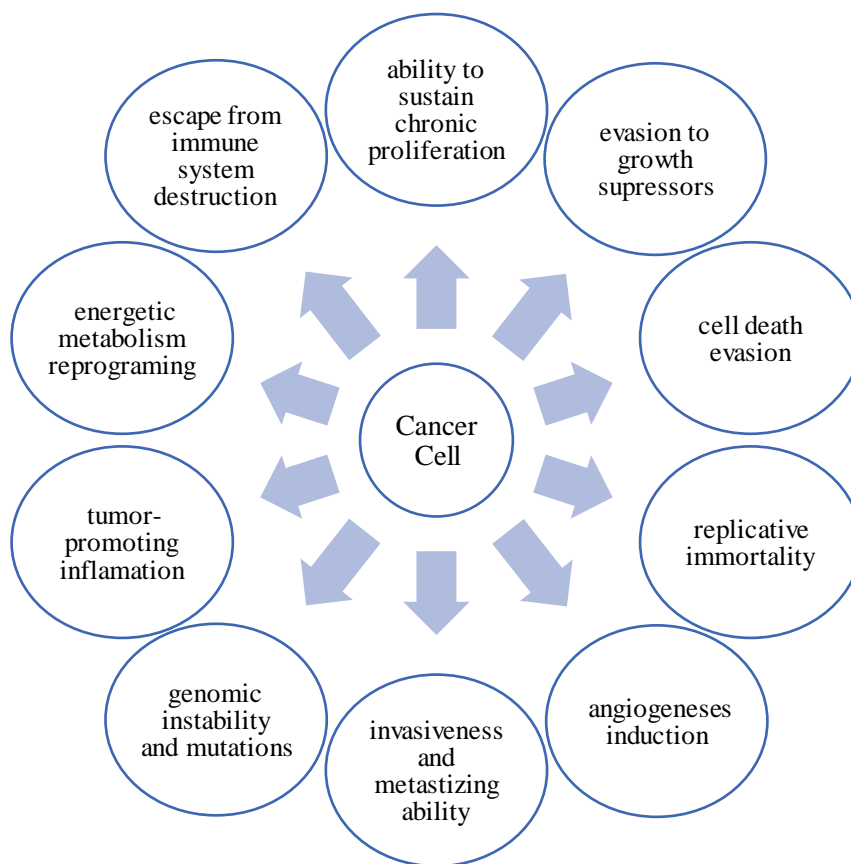 ability to
sustain
chronic
proliferation
evasion to
growth
supressors
cell death
evasion
replicative
immortality
angiogeneses
induction
invasiveness
and
metastizing
ability
genomic
instability
and mutations
tumor-
promoting
inflamation
energetic
metabolism
reprograming
escape from
immune
system
destruction
Cancer
Cell